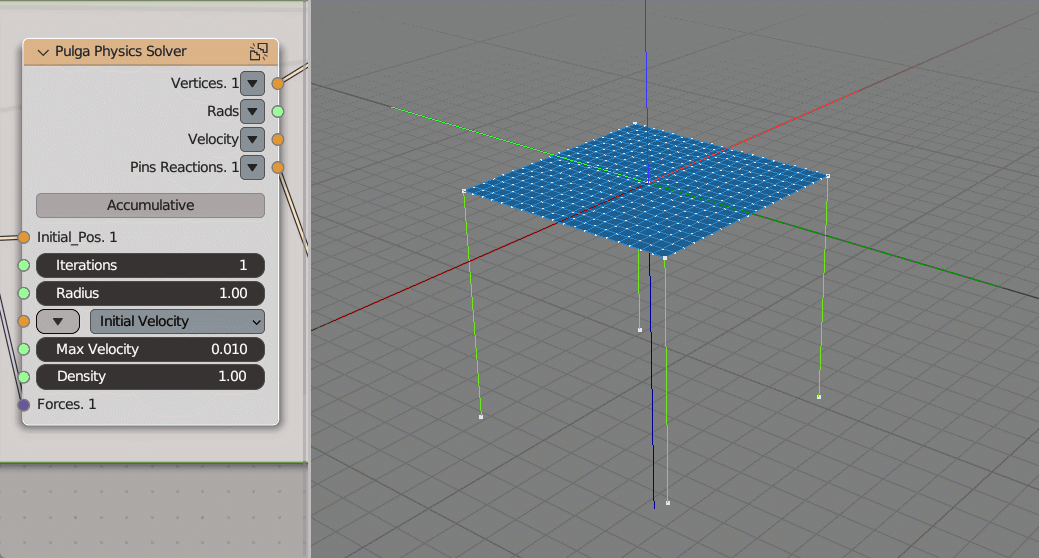 Pulga Physics Solver
Vertices. 1
Rads
Velocity
Pins Reactions. 1
Accumulative
Initial_Pos. 1
Iterations 1
Radius 1.00
Initial Velocity
Max Velocity 0.010
Density 1.00
Forces. 1